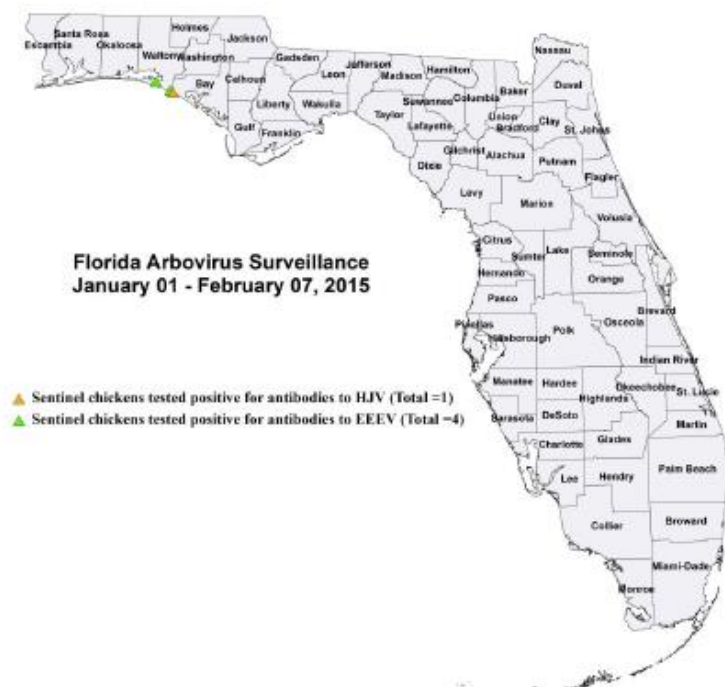 Holmes
Santa Rosa
Escambia
Okaloosa
Walton
Washington
Jackson
Bay
Calhoun
Gulf
Gadsden
Liberty
Franklin
Leon
Wakulla
Jefferson
Madison
Taylor
Hamilton
Suwannee
Lafayette
Dixie
Columbia
Gilchrist
Baker
Union
Bradford
Alachua
Levy
Nassau
Duval
Clay
St. Johns
Putnam
Flagler
Marion
Volusia
Citrus
Sumter
Lake
Seminole
Orange
Hernando
Pasco
Florida Arbovirus Surveillance
January 01 - February 07, 2015
Pinellas
Hillsborough
Polk
Osceola
Brevard
Indian River
Sentinel chickens tested positive for antibodies to HJV (Total =1)
Sentinel chickens tested positive for antibodies to EEEV (Total =4)
Manatee
Hardee
Highlands
Okeechobee
St. Lucie
Sarasota
DeSoto
Martin
Charlotte
Glades
Lee
Hendry
Palm Beach
Collier
Broward
Miami-Dade
Monroe